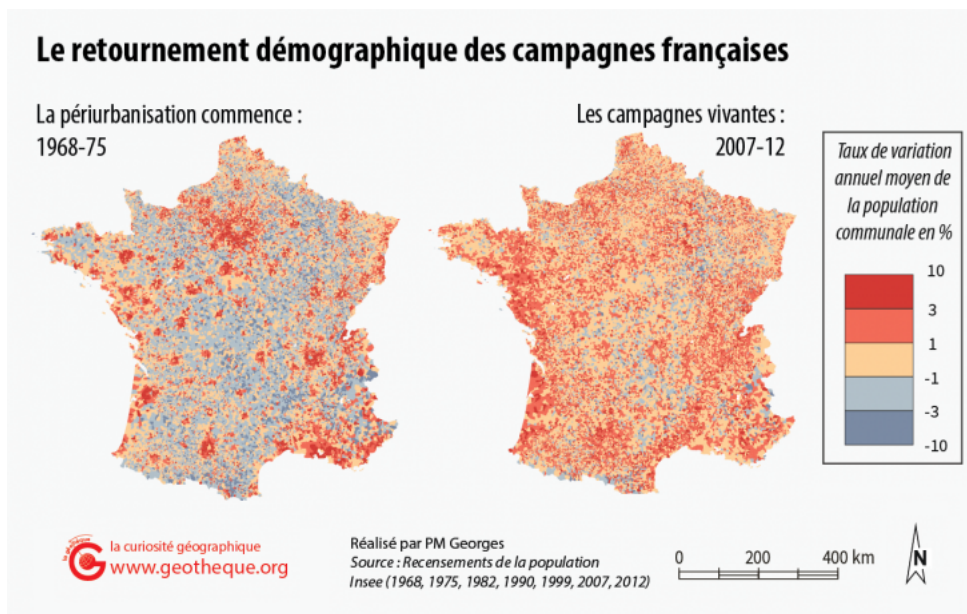 Le retournement démographique des campagnes françaises
La périurbanisation commence :
1968-75
Les campagnes vivantes :
2007-12
Taux de variation
annuel moyen de
la population
communale en %
10
3
1
-1
-3
-10
la géothèque
la curiosité géographique
www.geotheque.org
Réalisé par PM Georges
Source : Recensements de la population
Insee (1968, 1975, 1982, 1990, 1999, 2007, 2012)
0 200 400 km
N